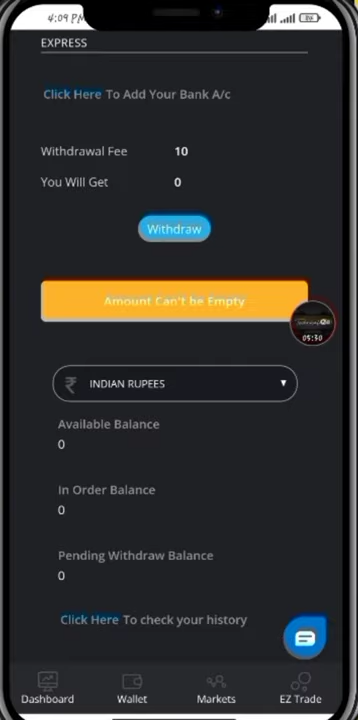 4:09 PM
EXPRESS
Click Here To Add Your Bank A/c
Withdrawal Fee 10
You Will Get 0
Withdraw
Amount Can't be Empty
05:30
₹ INDIAN RUPEES
Available Balance
0
In Order Balance
0
Pending Withdraw Balance
0
Click Here To check your history
Dashboard Wallet Markets EZ Trade